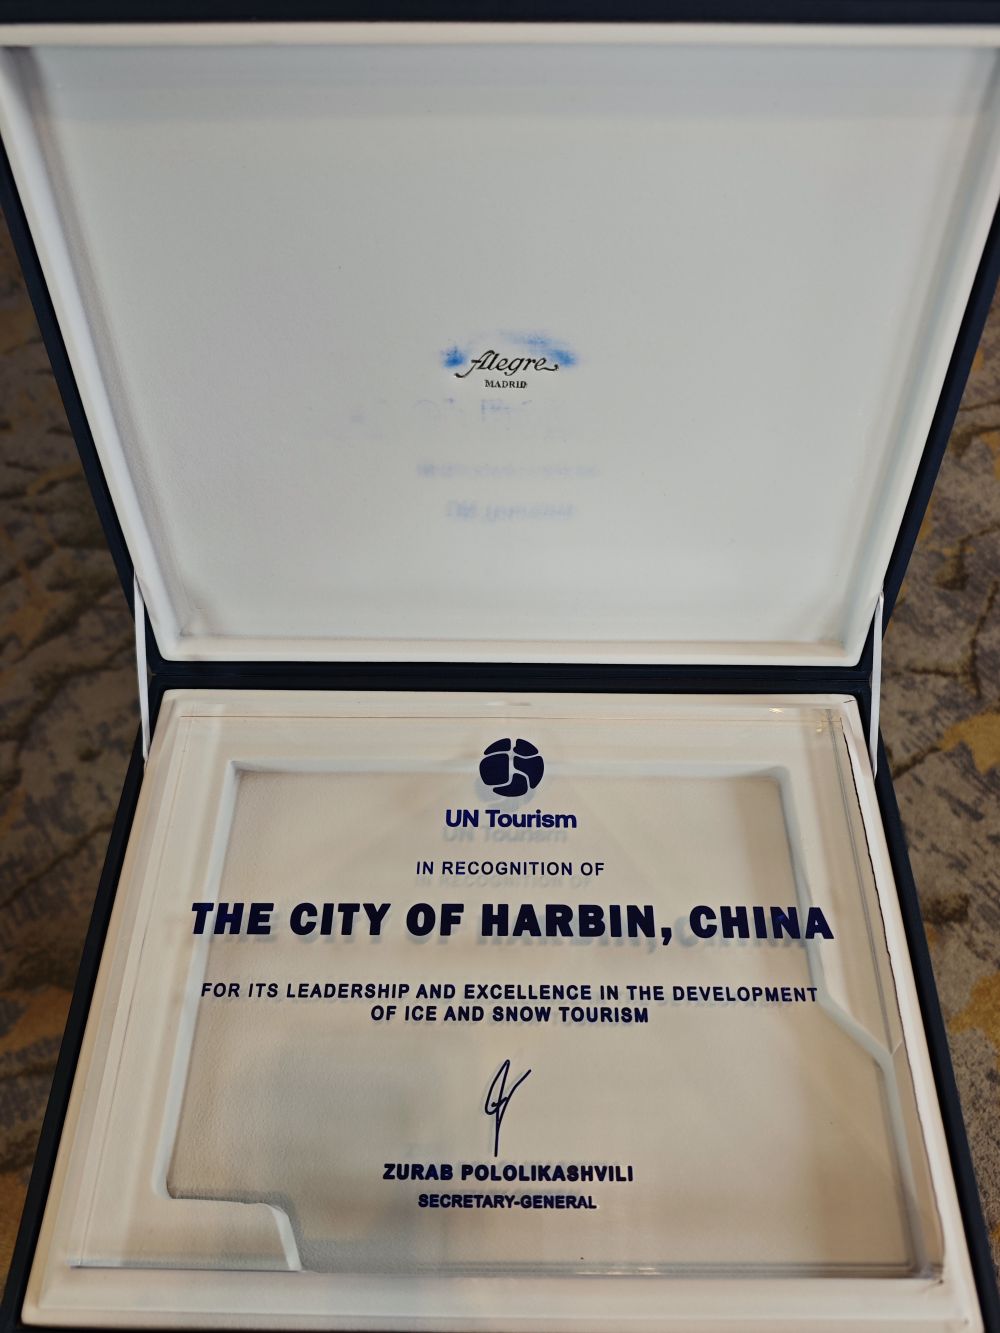 Alegre
MADRID
UN Tourism
IN RECOGNITION OF
THE CITY OF HARBIN, CHINA
FOR ITS LEADERSHIP AND EXCELLENCE IN THE DEVELOPMENT
OF ICE AND SNOW TOURISM
ZURAB POLOLIKASHVILI
SECRETARY-GENERAL